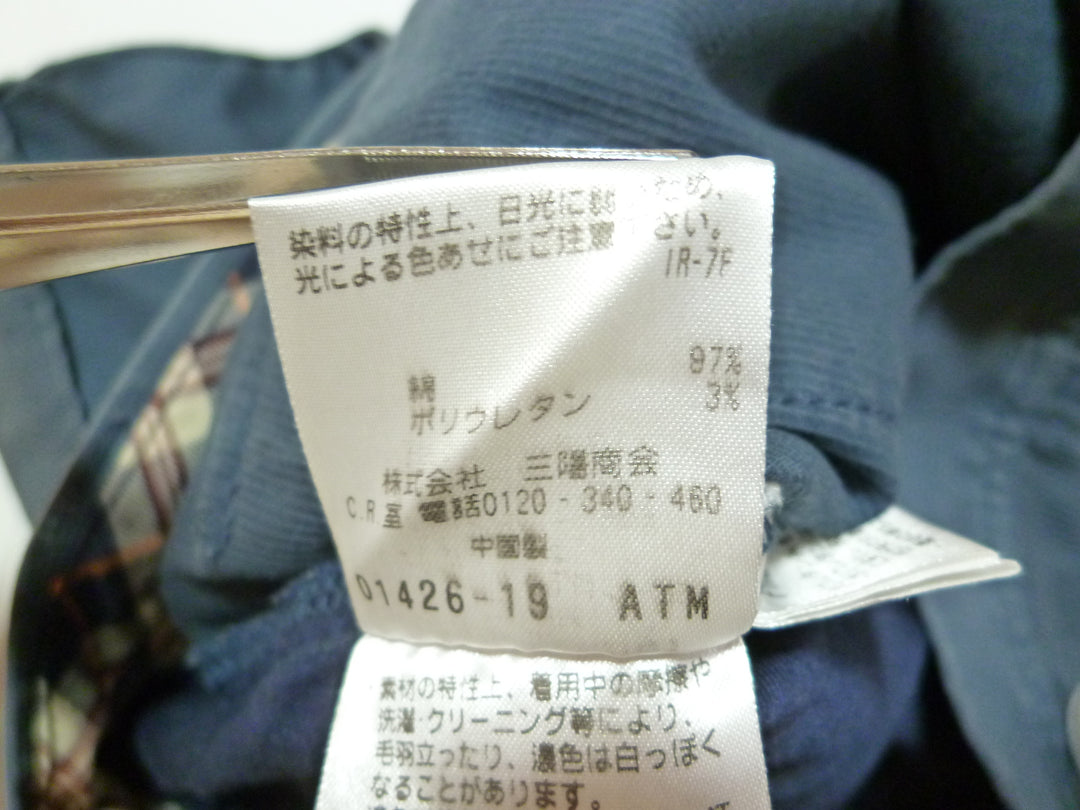 染料の特性上、日光に弱いため、
光による色あせにご注意 さい。
IR-7F
綿 97%
ポリウレタン 3%
株式会社 三陽商会
C.R.室 電話0120-340-460
中国製
01426-19 ATM
素材の特性上、着用中の摩擦や
洗濯・クリーニング等により、
毛羽立ったり、濃色は白っぽく
なることがあります。